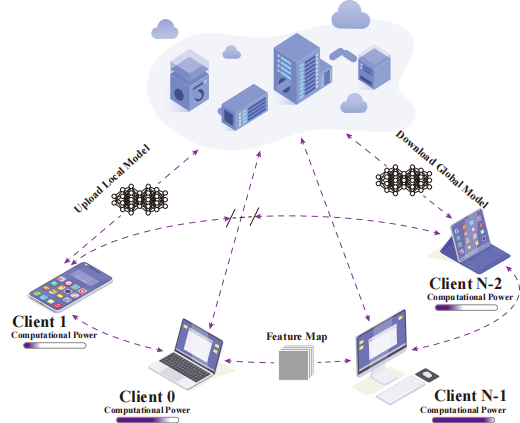 Upload Local Model
Download Global Model
Client 1
Computational Power
Client N-2
Computational Power
Feature Map
Client 0
Computational Power
Client N-1
Computational Power